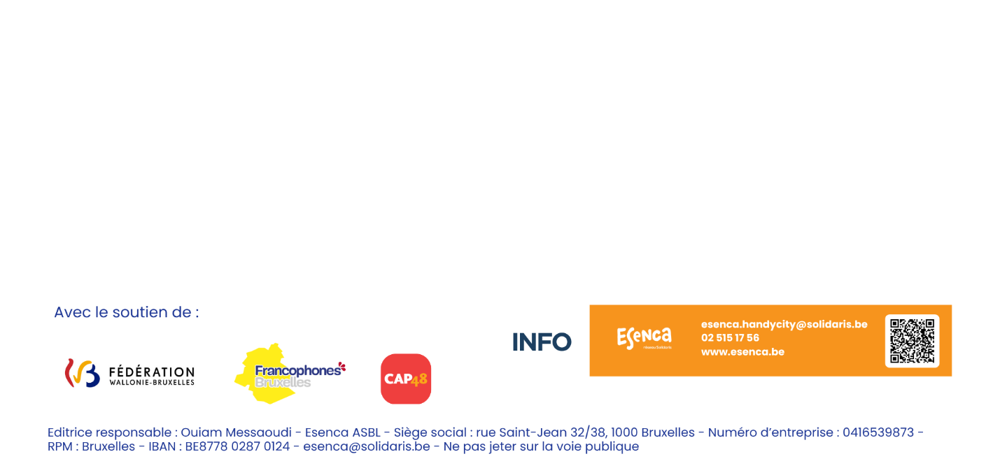 Avec le soutien de :
FÉDÉRATION
WALLONIE-BRUXELLES
Francophones
Bruxelles
CAP48
INFO
Esenca
réseau Solidaris
esenca.handycity@solidaris.be
02 515 17 56
www.esenca.be
Editrice responsable : Ouiam Messaoudi - Esenca ASBL - Siège social : rue Saint-Jean 32/38, 1000 Bruxelles - Numéro d’entreprise : 0416539873 -
RPM : Bruxelles - IBAN : BE8778 0287 0124 - esenca@solidaris.be - Ne pas jeter sur la voie publique